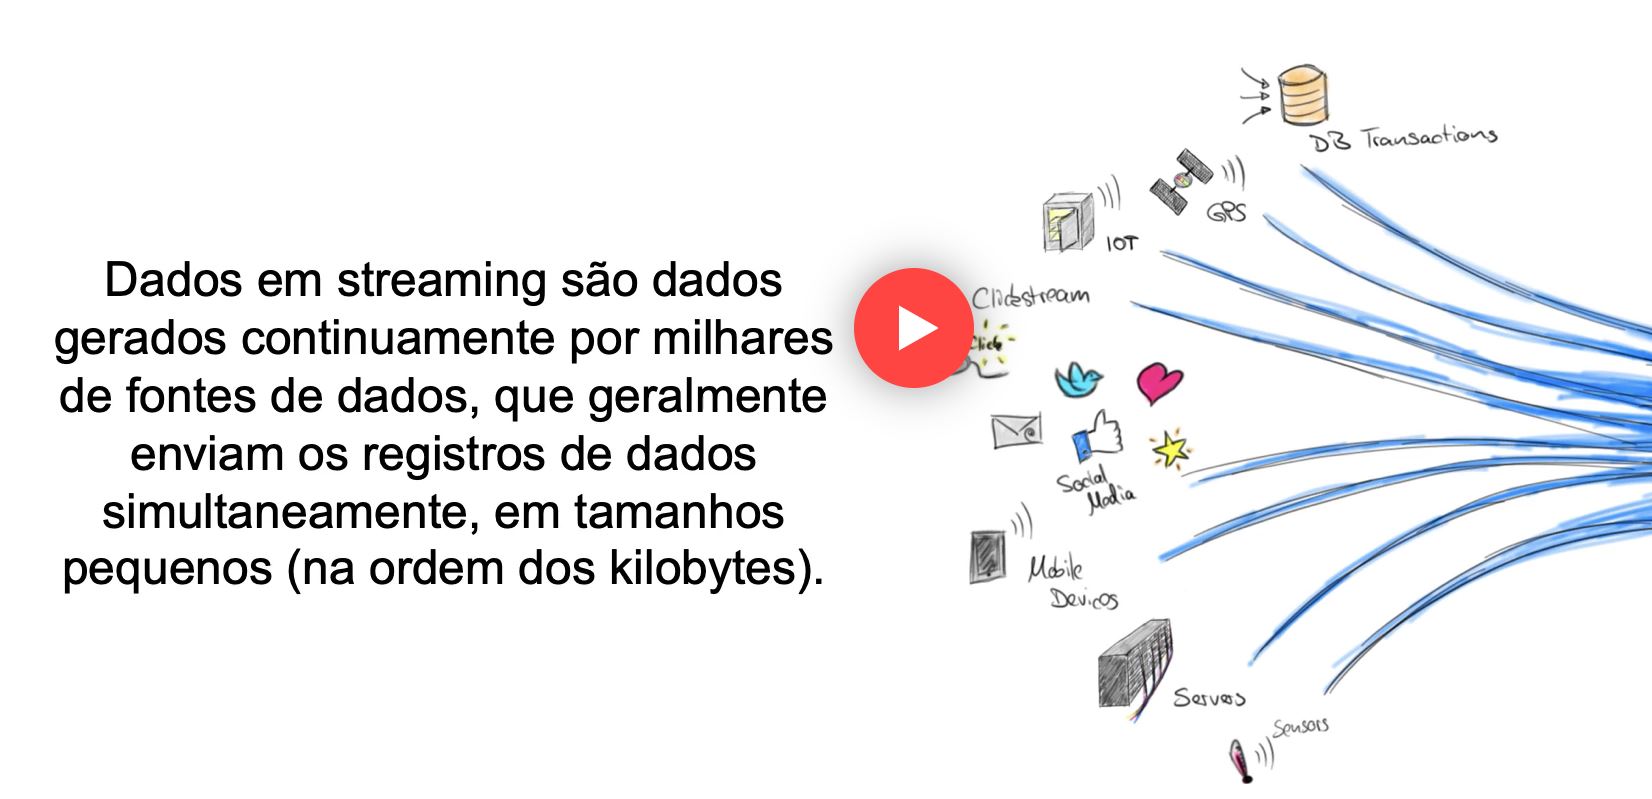 Dados em streaming são dados
gerados continuamente por milhares
de fontes de dados, que geralmente
enviam os registros de dados
simultaneamente, em tamanhos
pequenos (na ordem dos kilobytes).
DB Transactions
GPS
IOT
Clickstream
Click
Social
Media
Mobile
Devices
Servers
Sensors